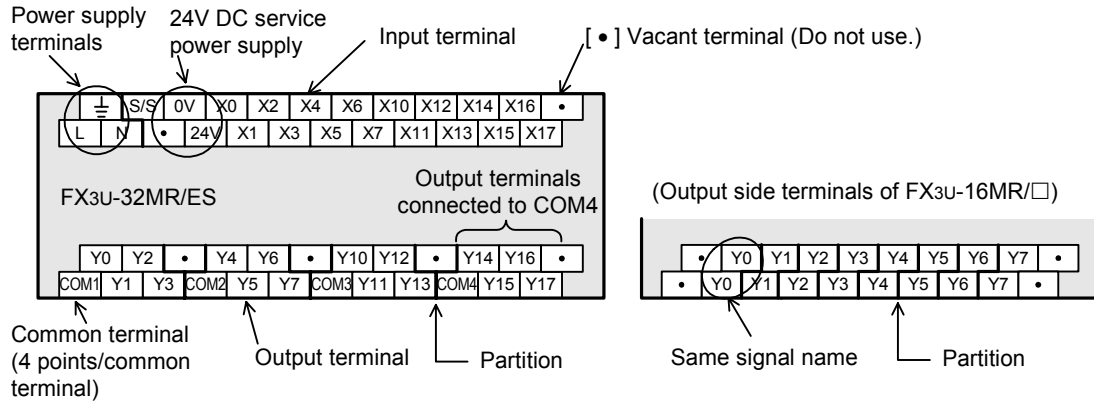 Power supply
terminals
24V DC service
power supply
Input terminal
[ • ] Vacant terminal (Do not use.)
⏚ S/S 0V X0 X2 X4 X6 X10 X12 X14 X16 •
L N • 24V X1 X3 X5 X7 X11 X13 X15 X17
FX3U-32MR/ES
Output terminals
connected to COM4
Y0 Y2 • Y4 Y6 • Y10 Y12 • Y14 Y16 •
COM1 Y1 Y3 COM2 Y5 Y7 COM3 Y11 Y13 COM4 Y15 Y17
Common terminal
(4 points/common
terminal)
Output terminal
Partition
(Output side terminals of FX3U-16MR/□)
• Y0 Y1 Y2 Y3 Y4 Y5 Y6 Y7 •
• Y0 Y1 Y2 Y3 Y4 Y5 Y6 Y7 •
Same signal name
Partition